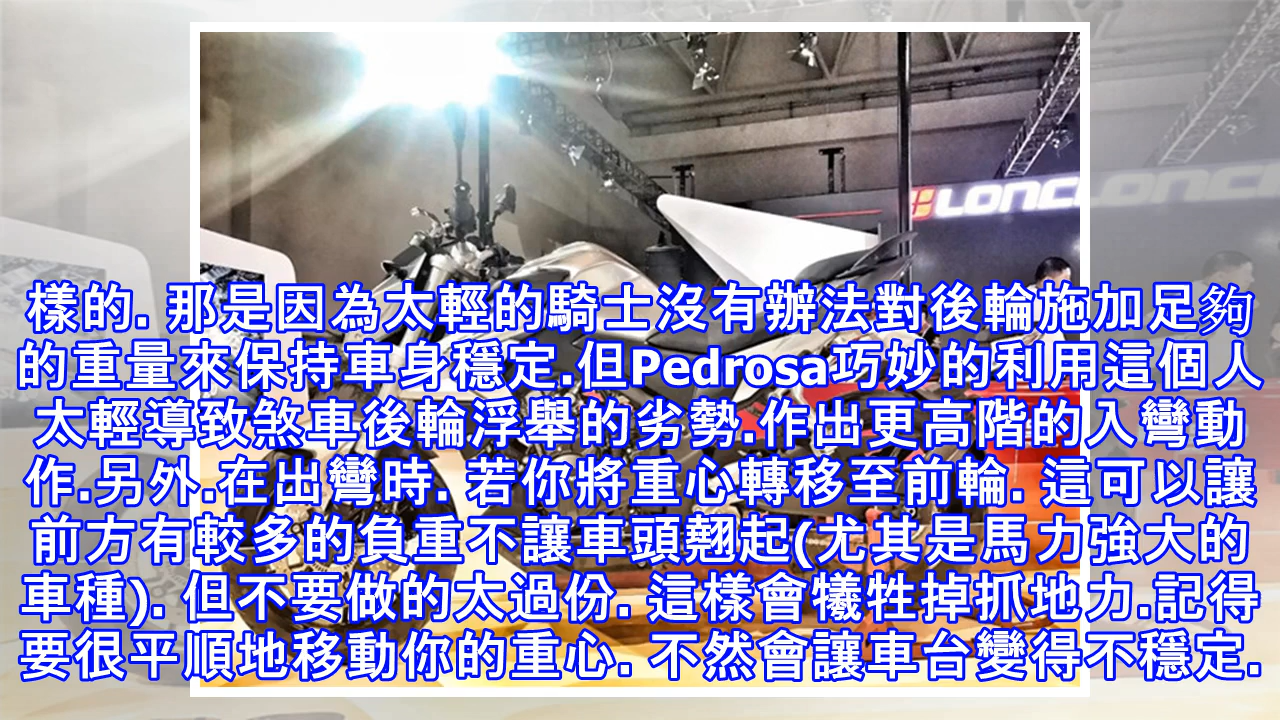 LONC
LONC
樣的. 那是因為太輕的騎士沒有辦法對後輪施加足夠
的重量來保持車身穩定.但Pedrosa巧妙的利用這個人
太輕導致煞車後輪浮舉的劣勢.作出更高階的入彎動
作.另外.在出彎時. 若你將重心轉移至前輪. 這可以讓
前方有較多的負重不讓車頭翹起(尤其是馬力強大的
車種). 但不要做的太過份. 這樣會犧牲掉抓地力.記得
要很平順地移動你的重心. 不然會讓車台變得不穩定.